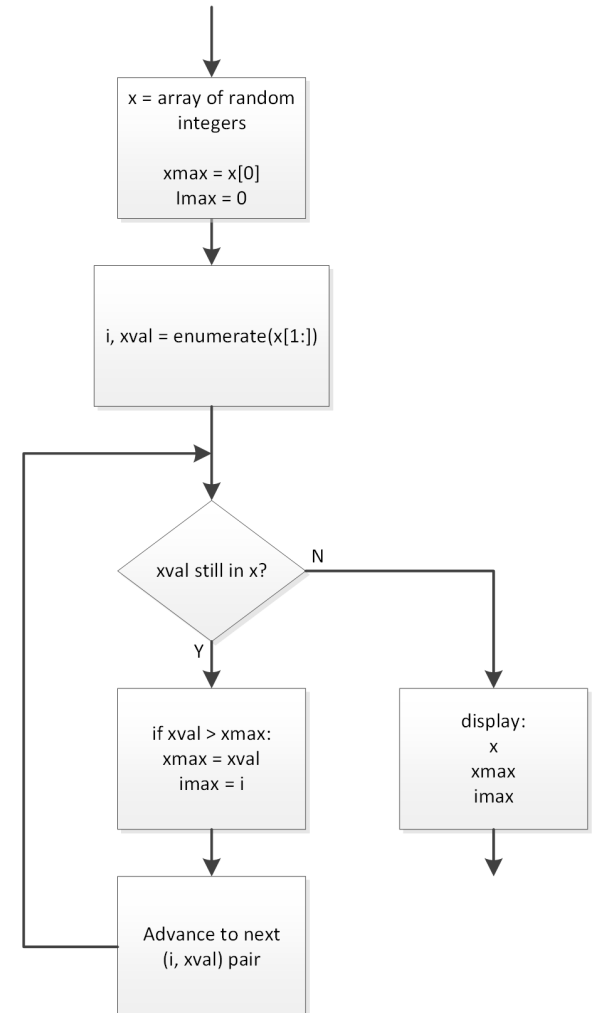 x = array of random
integers
xmax = x[0]
Imax = 0
i, xval = enumerate(x[1:])
xval still in x?
N
Y
if xval > xmax:
xmax = xval
imax = i
display:
x
xmax
imax
Advance to next
(i, xval) pair